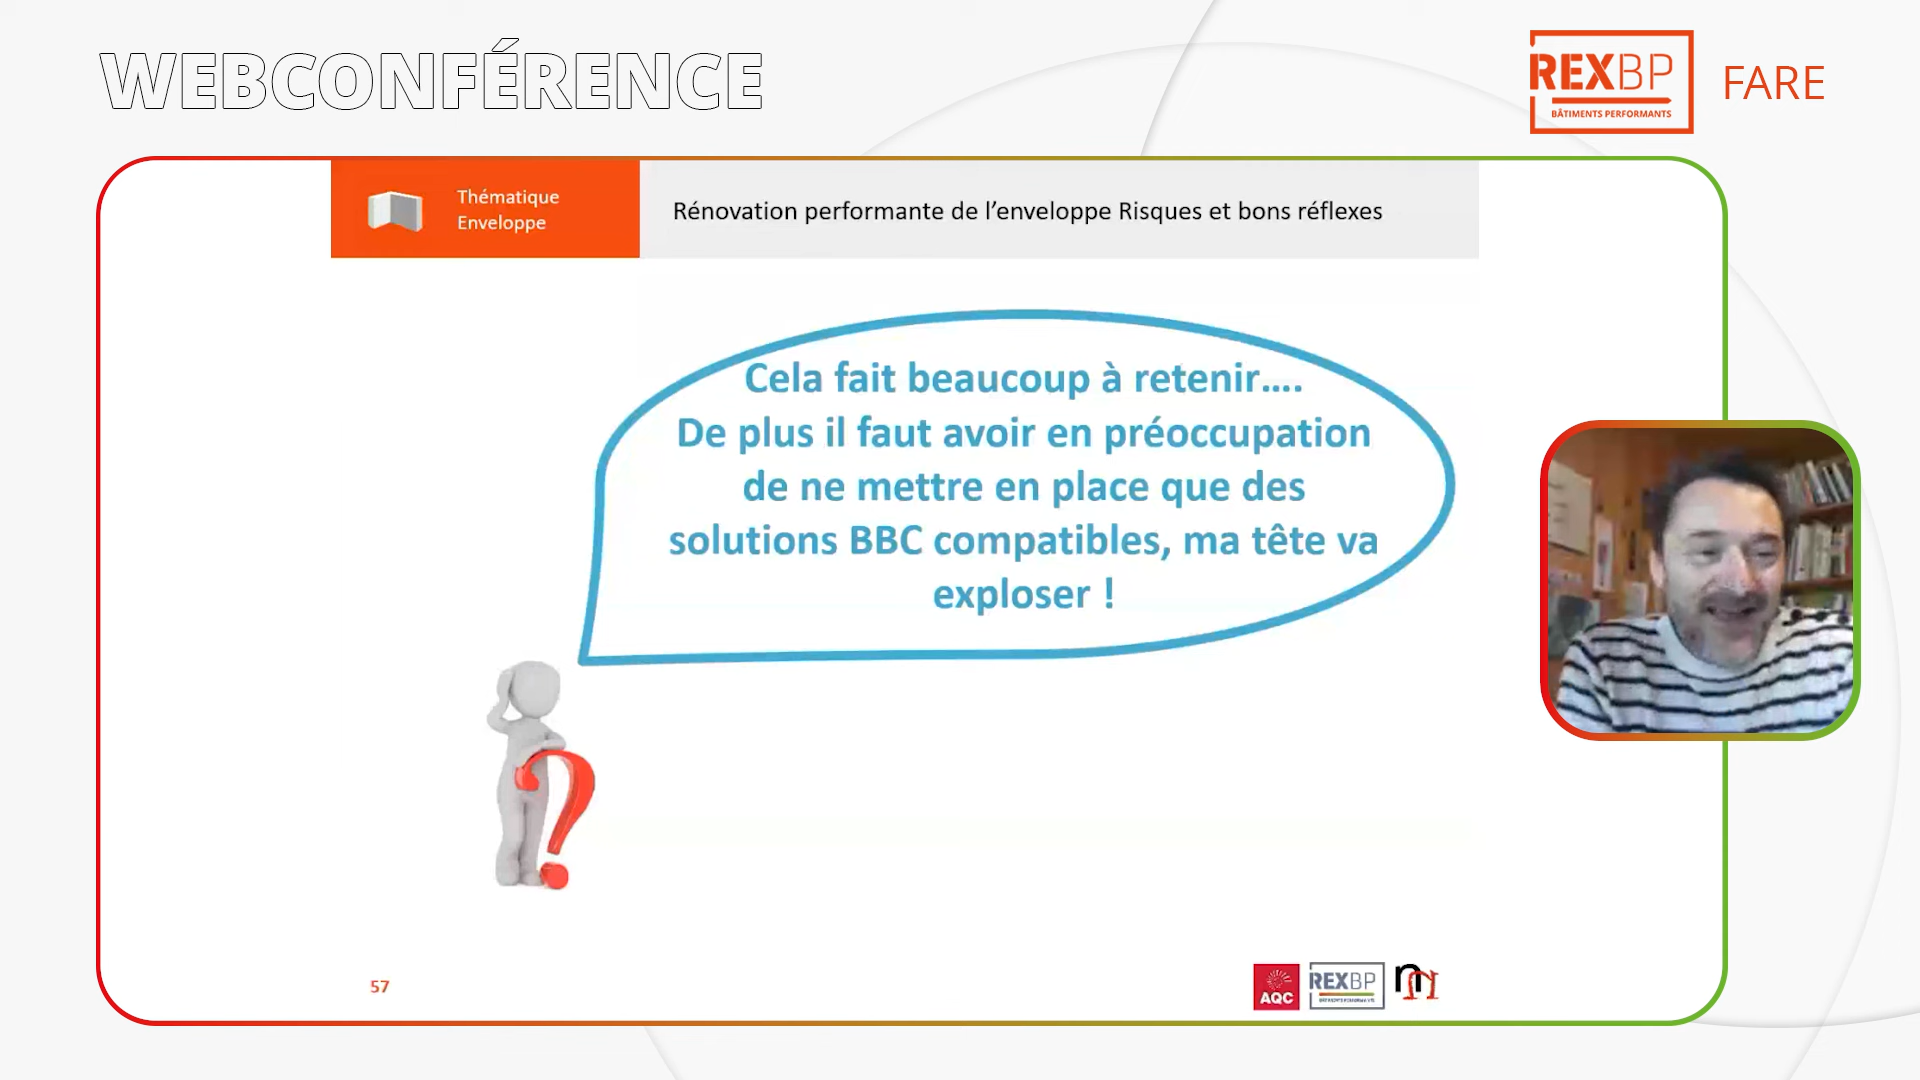 WEBCONFÉRENCE
REXBP
BÂTIMENTS PERFORMANTS
FARE
Thématique
Enveloppe
Rénovation performante de l’enveloppe Risques et bons réflexes
Cela fait beaucoup à retenir....
De plus il faut avoir en préoccupation
de ne mettre en place que des
solutions BBC compatibles, ma tête va
exploser !
?
57
AQC
REXBP
BÂTIMENTS PERFORMANTS